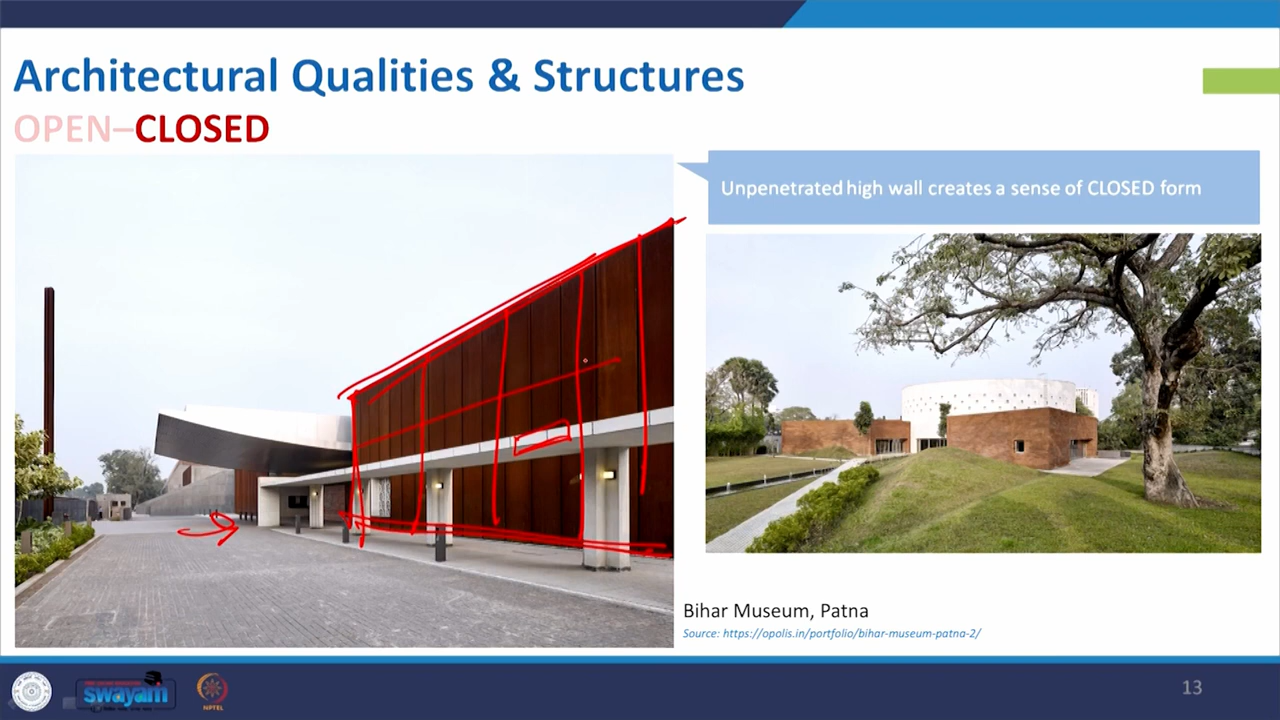 Architectural Qualities & Structures
OPEN–CLOSED
Unpenetrated high wall creates a sense of CLOSED form
Bihar Museum, Patna
Source: https://opolis.in/portfolio/bihar-museum-patna-2/
swayam
NPTEL
13